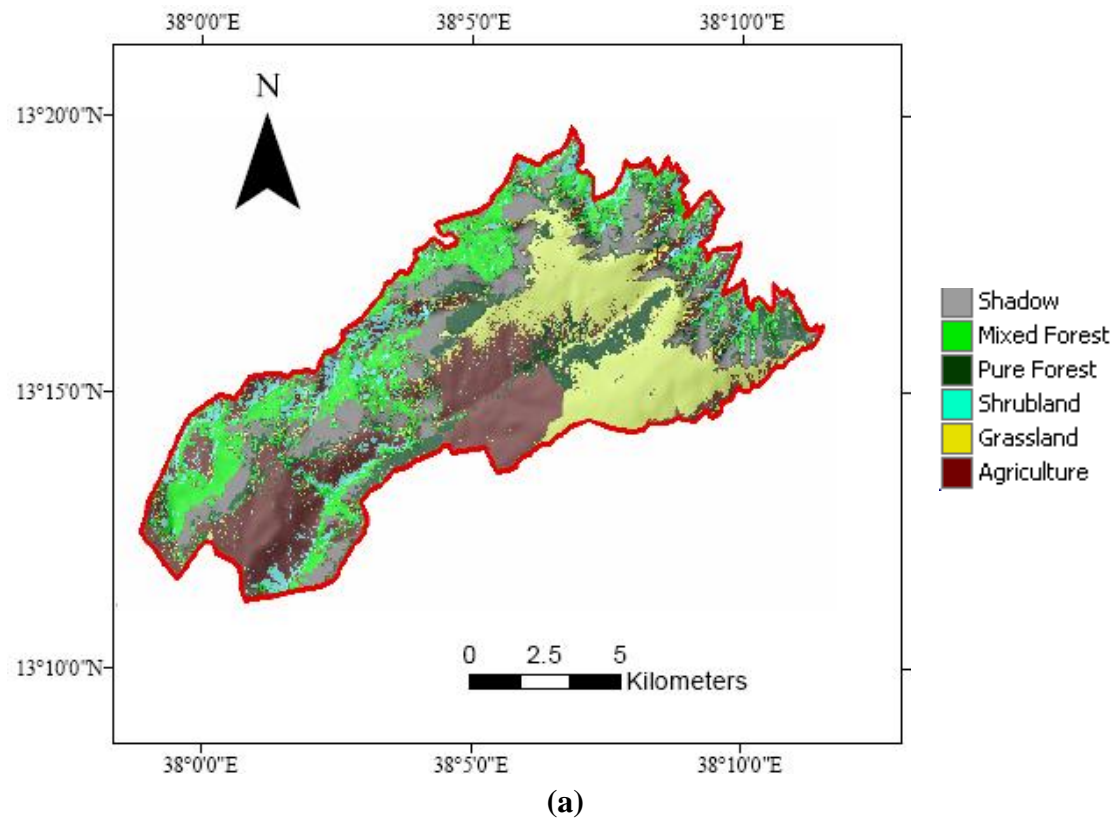 38°0'0"E 38°5'0"E 38°10'0"E
N
13°20'0"N
13°15'0"N
13°10'0"N
Shadow
Mixed Forest
Pure Forest
Shrubland
Grassland
Agriculture
0 2.5 5
Kilometers
38°0'0"E 38°5'0"E 38°10'0"E
(a)